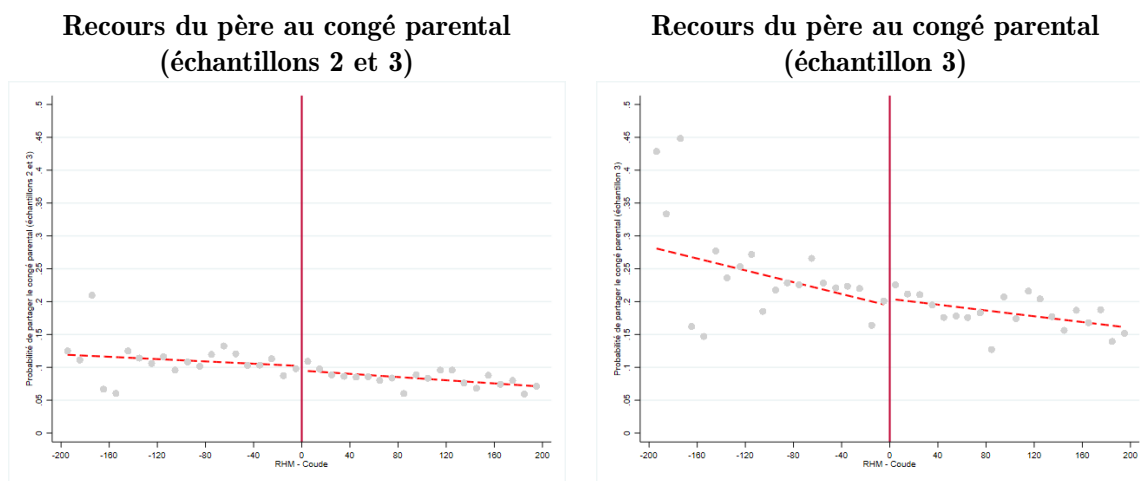 Recours du père au congé parental
(échantillons 2 et 3)
Probabilité de partager le congé parental (échantillons 2 et 3)
.5
.45
.4
.35
.3
.25
.2
.15
.1
.05
0
-200 -160 -120 -80 -40 0 40 80 120 160 200
RHM - Coude
Recours du père au congé parental
(échantillon 3)
Probabilité de partager le congé parental (échantillon 3)
.5
.45
.4
.35
.3
.25
.2
.15
.1
.05
0
-200 -160 -120 -80 -40 0 40 80 120 160 200
RHM - Coude